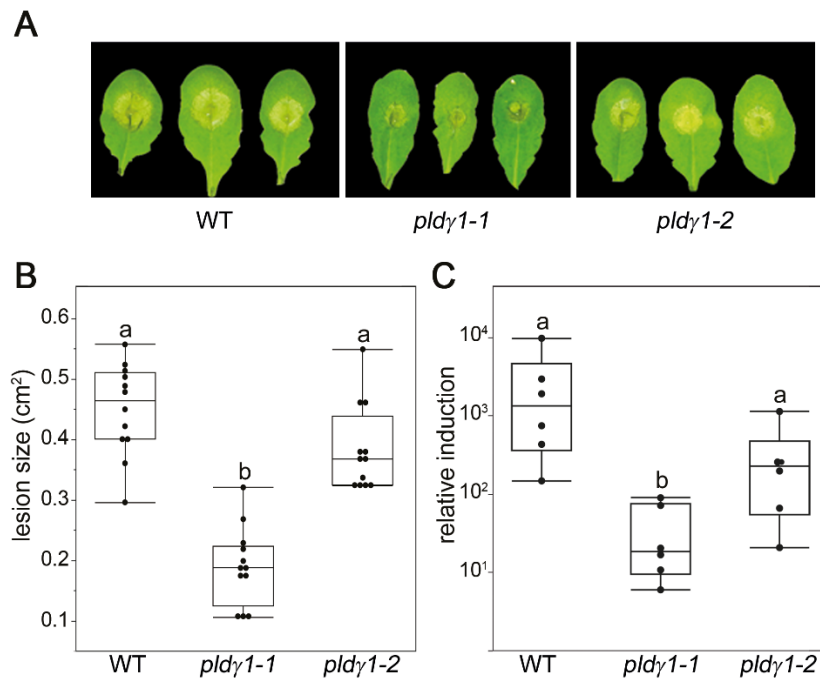 A
WT
pldγ1-1
pldγ1-2
B
lesion size (cm²)
0.6
0.5
0.4
0.3
0.2
0.1
a
b
a
WT
pldγ1-1
pldγ1-2
C
relative induction
10⁴
10³
10²
10¹
a
b
a
WT
pldγ1-1
pldγ1-2